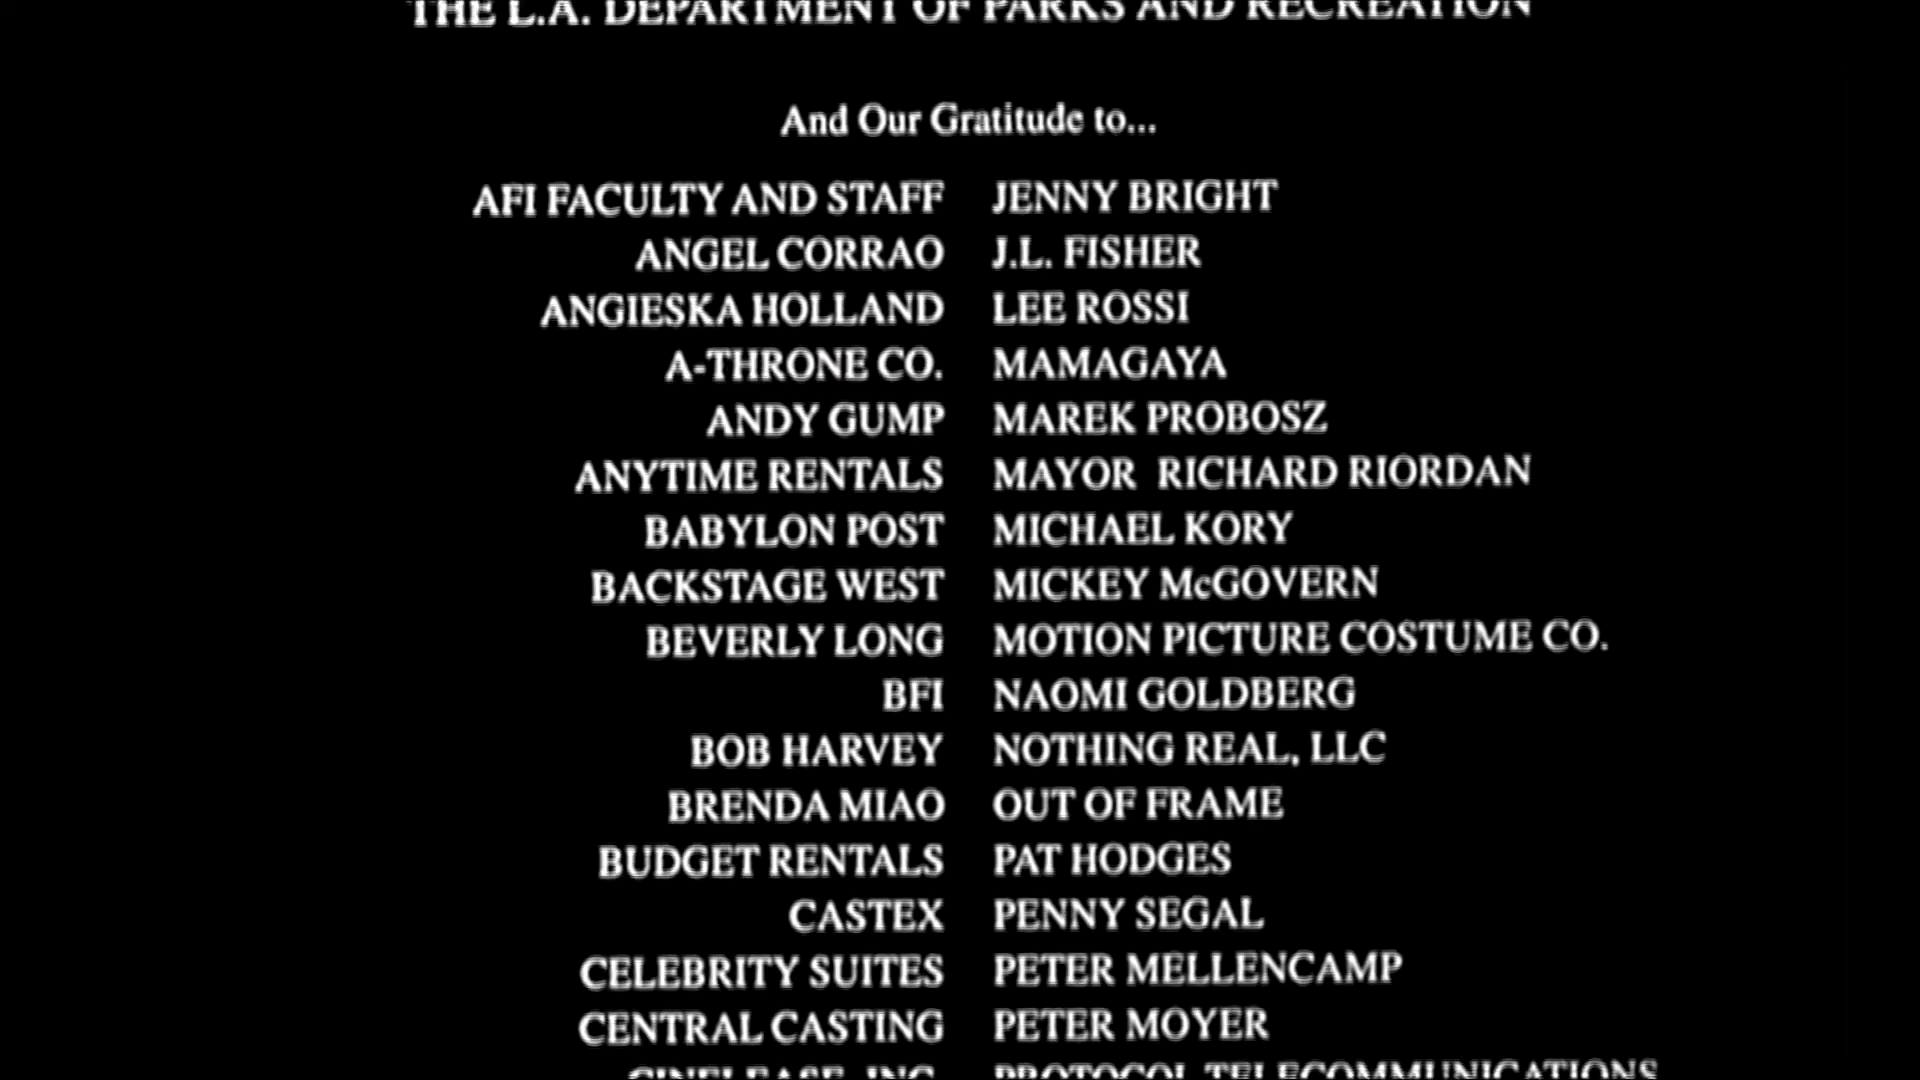 THE L.A. DEPARTMENT OF PARKS AND RECREATION
And Our Gratitude to...
AFI FACULTY AND STAFF JENNY BRIGHT
ANGEL CORRAO J.L. FISHER
ANGIESKA HOLLAND LEE ROSSI
A-THRONE CO. MAMAGAYA
ANDY GUMP MAREK PROBOSZ
ANYTIME RENTALS MAYOR RICHARD RIORDAN
BABYLON POST MICHAEL KORY
BACKSTAGE WEST MICKEY McGOVERN
BEVERLY LONG MOTION PICTURE COSTUME CO.
BFI NAOMI GOLDBERG
BOB HARVEY NOTHING REAL, LLC
BRENDA MIAO OUT OF FRAME
BUDGET RENTALS PAT HODGES
CASTEX PENNY SEGAL
CELEBRITY SUITES PETER MELLENCAMP
CENTRAL CASTING PETER MOYER
CINELEASE, INC. PROTOCOL TELECOMMUNICATIONS